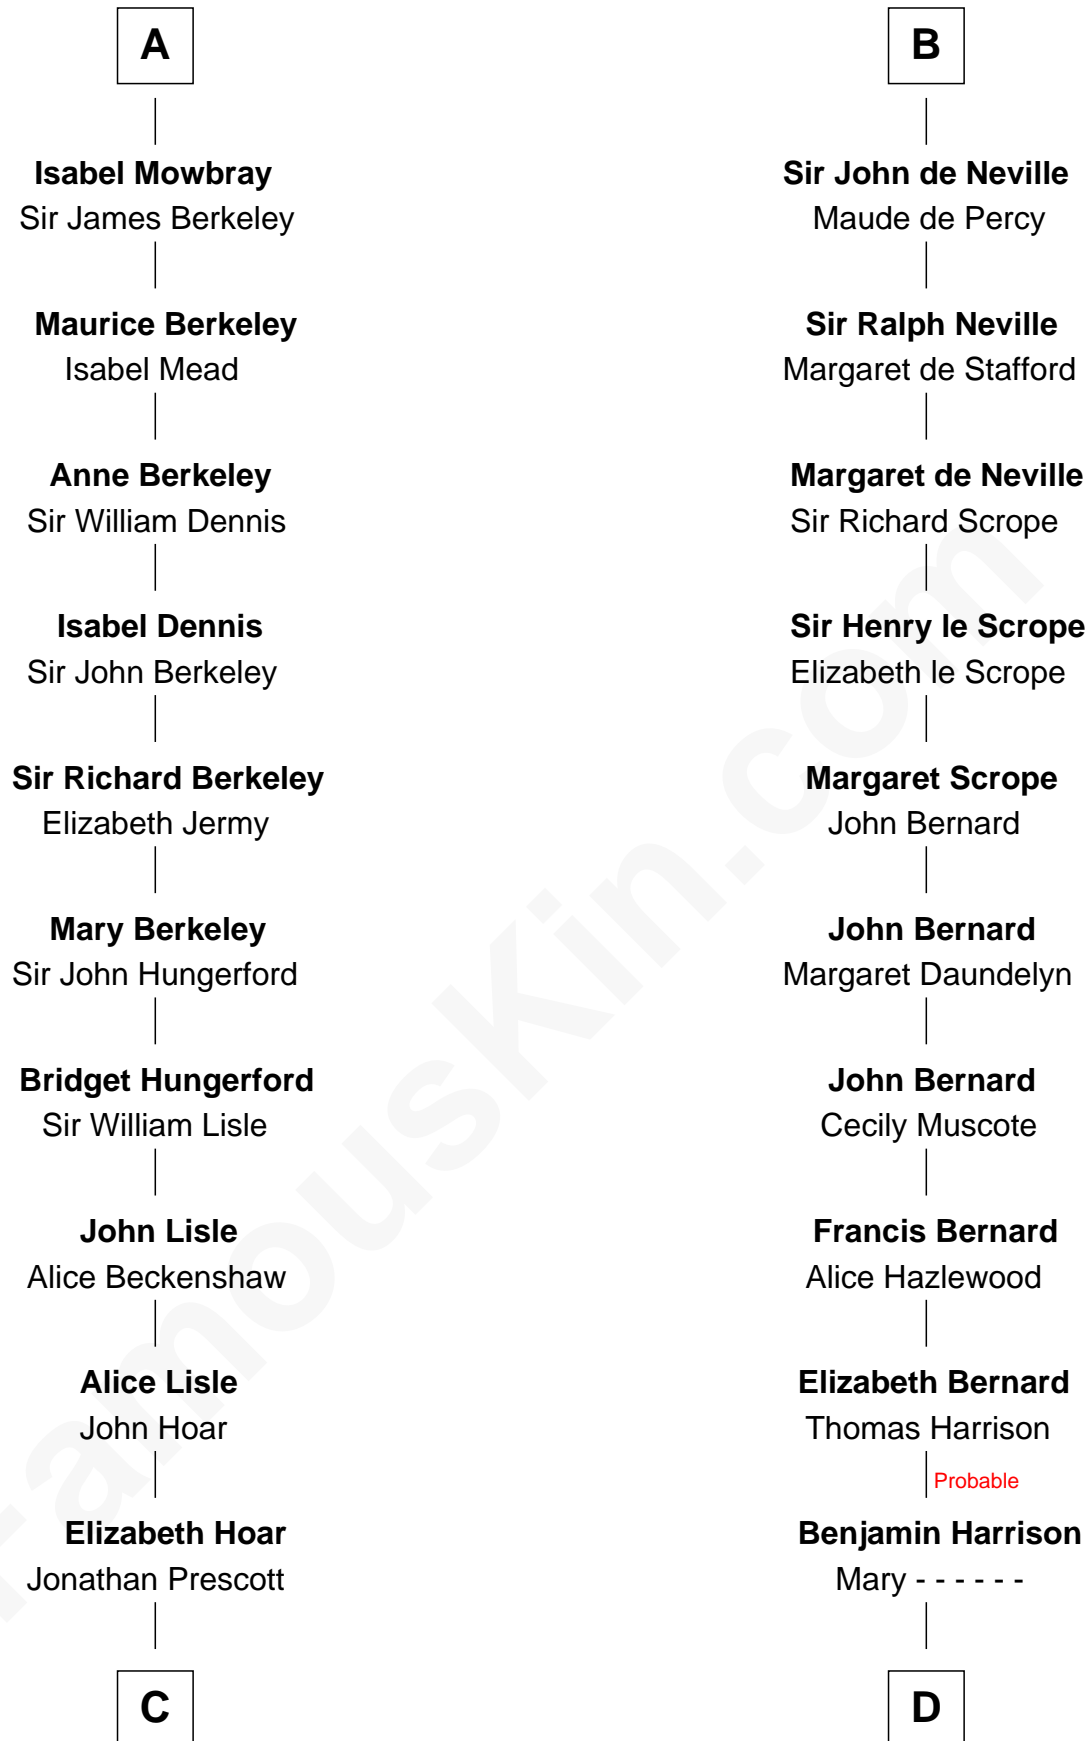 A
Isabel Mowbray
Sir James Berkeley
Maurice Berkeley
Isabel Mead
Anne Berkeley
Sir William Dennis
Isabel Dennis
Sir John Berkeley
Sir Richard Berkeley
Elizabeth Jermy
Mary Berkeley
Sir John Hungerford
Bridget Hungerford
Sir William Lisle
John Lisle
Alice Beckenshaw
Alice Lisle
John Hoar
Elizabeth Hoar
Jonathan Prescott
C
B
Sir John de Neville
Maude de Percy
Sir Ralph Neville
Margaret de Stafford
Margaret de Neville
Sir Richard Scrope
Sir Henry le Scrope
Elizabeth le Scrope
Margaret Scrope
John Bernard
John Bernard
Margaret Daundelyn
John Bernard
Cecily Muscote
Francis Bernard
Alice Hazlewood
Elizabeth Bernard
Thomas Harrison
Probable
Benjamin Harrison
Mary - - - - - -
D
FamousKin.com